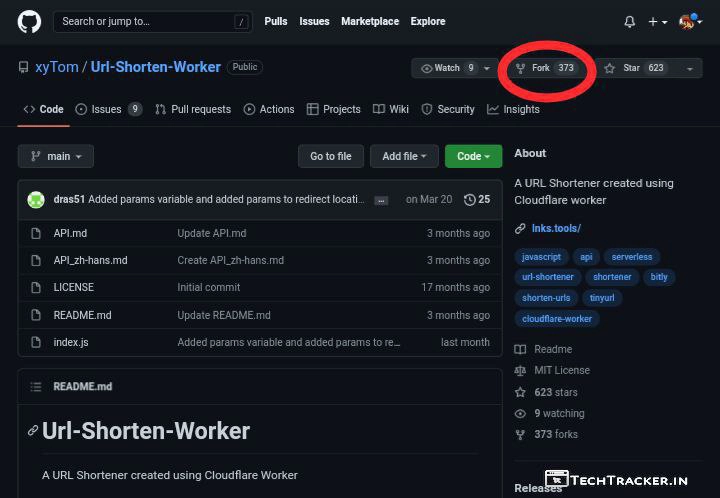 Search or jump to... /
Pulls Issues Marketplace Explore
xyTom / Url-Shorten-Worker Public
Watch 9 Fork 373 Star 623
Code Issues 9 Pull requests Actions Projects Wiki Security Insights
main Go to file Add file Code
dras51 Added params variable and added params to redirect locati... ... on Mar 20 25
API.md Update API.md 3 months ago
API_zh-hans.md Create API_zh-hans.md 3 months ago
LICENSE Initial commit 17 months ago
README.md Update README.md 3 months ago
index.js Added params variable and added params to re... last month
README.md
Url-Shorten-Worker
A URL Shortener created using Cloudflare Worker
About
A URL Shortener created using
Cloudflare worker
lnks.tools/
javascript api serverless
url-shortener shortener bitly
shorten-urls tinyurl
cloudflare-worker
Readme
MIT License
623 stars
9 watching
373 forks
Releases
TechTracker.in